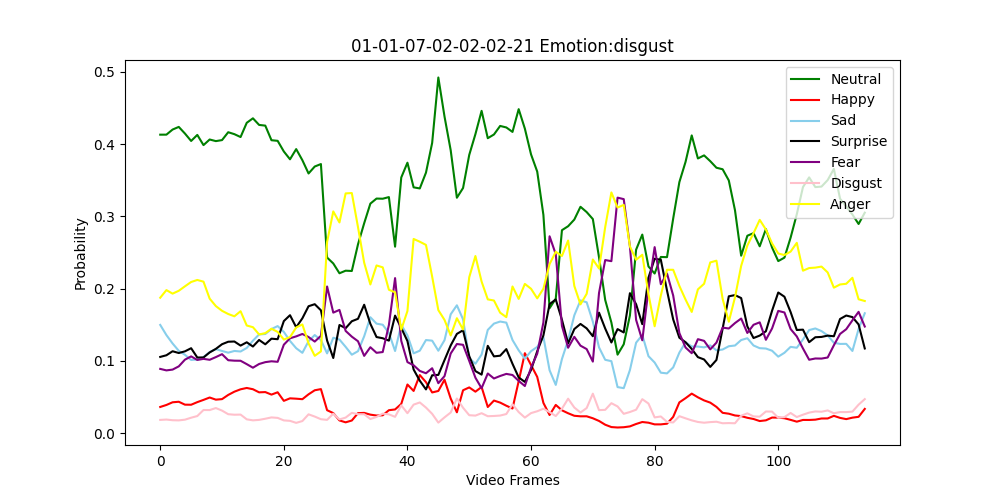 01-01-07-02-02-02-21 Emotion:disgust
Probability
0.5
0.4
0.3
0.2
0.1
0.0
0
20
40
60
80
100
Video Frames
Neutral
Happy
Sad
Surprise
Fear
Disgust
Anger